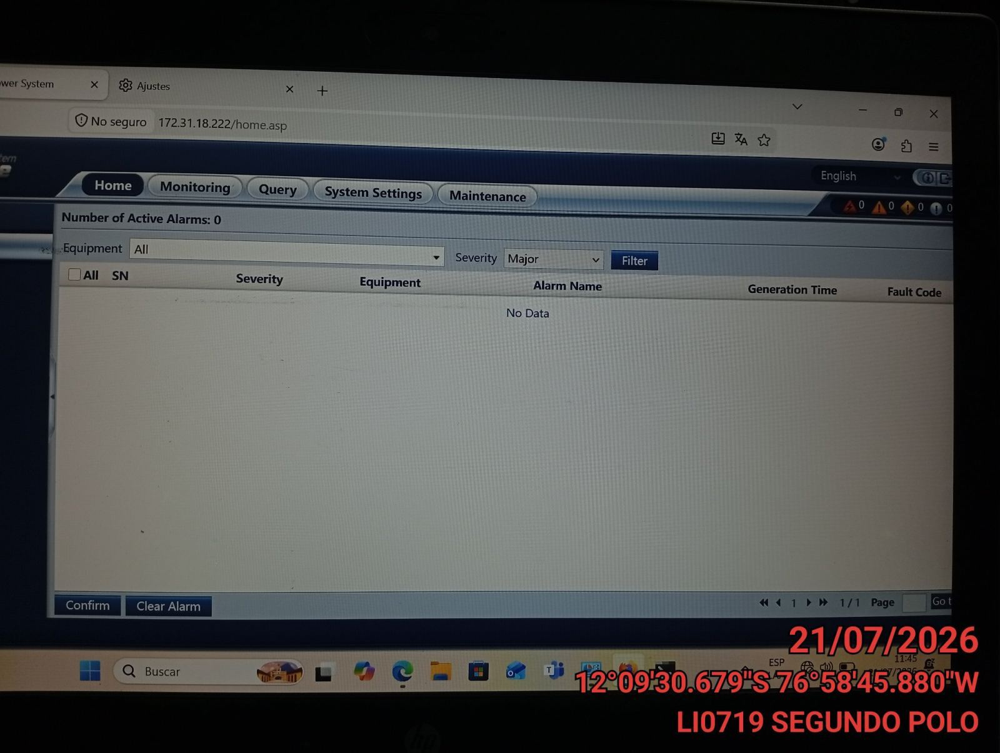 wer System
Ajustes
No seguro 172.31.18.222/home.asp
tem
e
English
Home Monitoring Query System Settings Maintenance
0 0 0 0
Number of Active Alarms: 0
Equipment All Severity Major Filter
All SN Severity Equipment Alarm Name Generation Time Fault Code
No Data
Confirm Clear Alarm 1 1/1 Page Go t
21/07/2026
Buscar ESP 11:45
12°09'30.679"S 76°58'45.880"W
LI0719 SEGUNDO POLO
hp